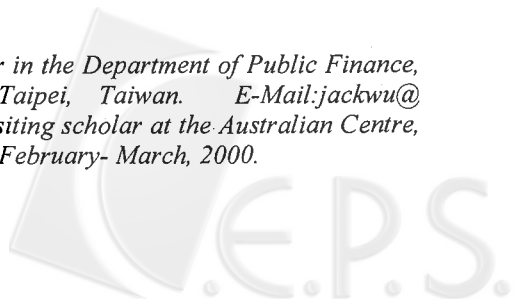 r in the Department of Public Finance,
Taipei, Taiwan. E-Mail:jackwu@
siting scholar at the Australian Centre,
February- March, 2000.
C.E.P.S.